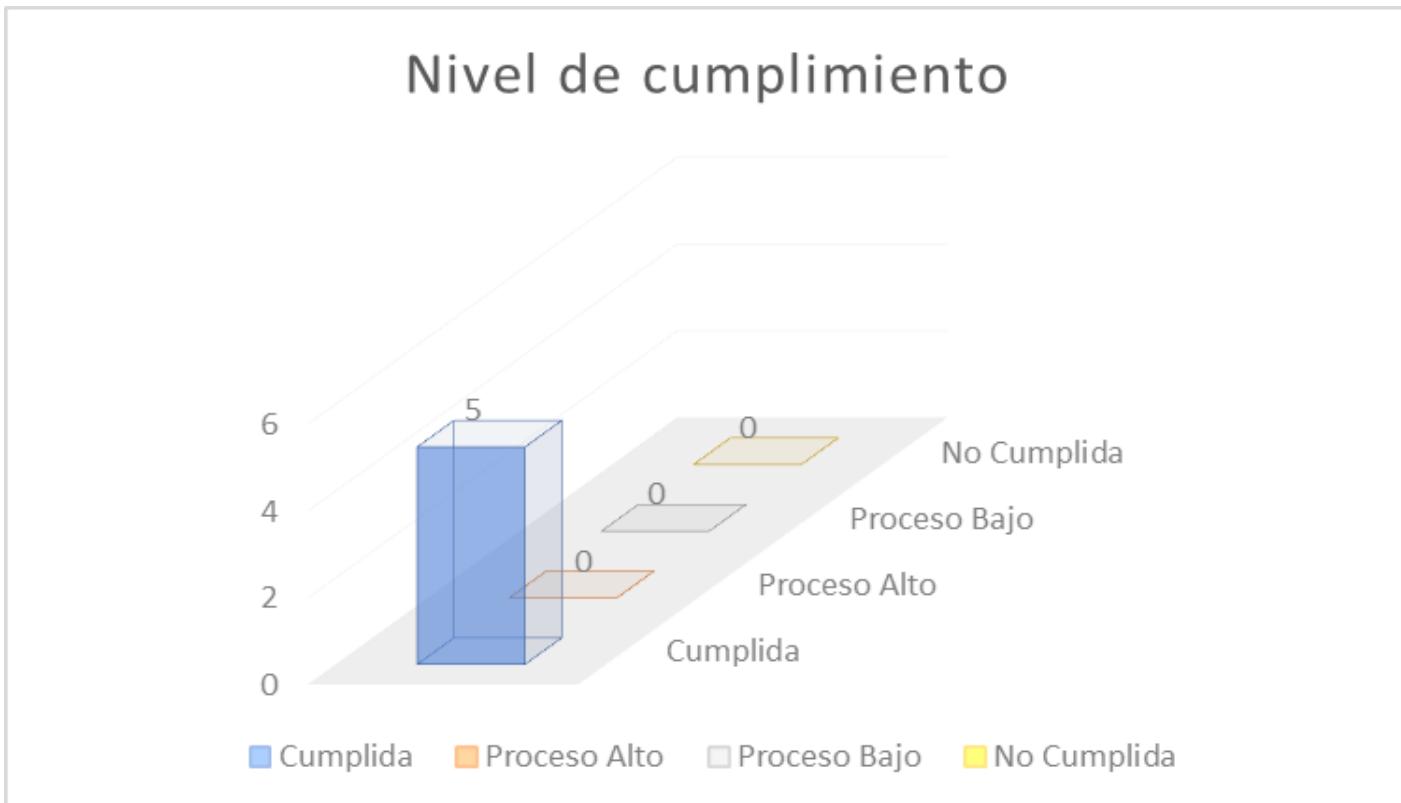 Nivel de cumplimiento
6
5
0
No Cumplida
4
0
Proceso Bajo
2
0
Proceso Alto
Cumplida
0
Cumplida Proceso Alto Proceso Bajo No Cumplida